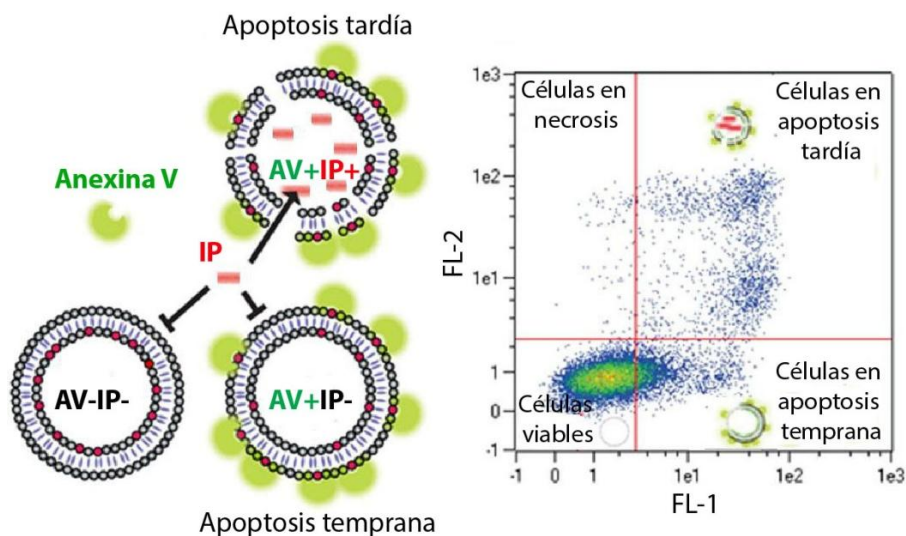 Apoptosis tardía
Anexina V
AV+IP+
IP
AV-IP-
AV+IP-
Apoptosis temprana
FL-2
1e3
1e2
1e1
1
0
-1
Células en
necrosis
Células en
apoptosis
tardía
Células
viables
Células en
apoptosis
temprana
-1 0 1 1e1 1e2 1e3
FL-1